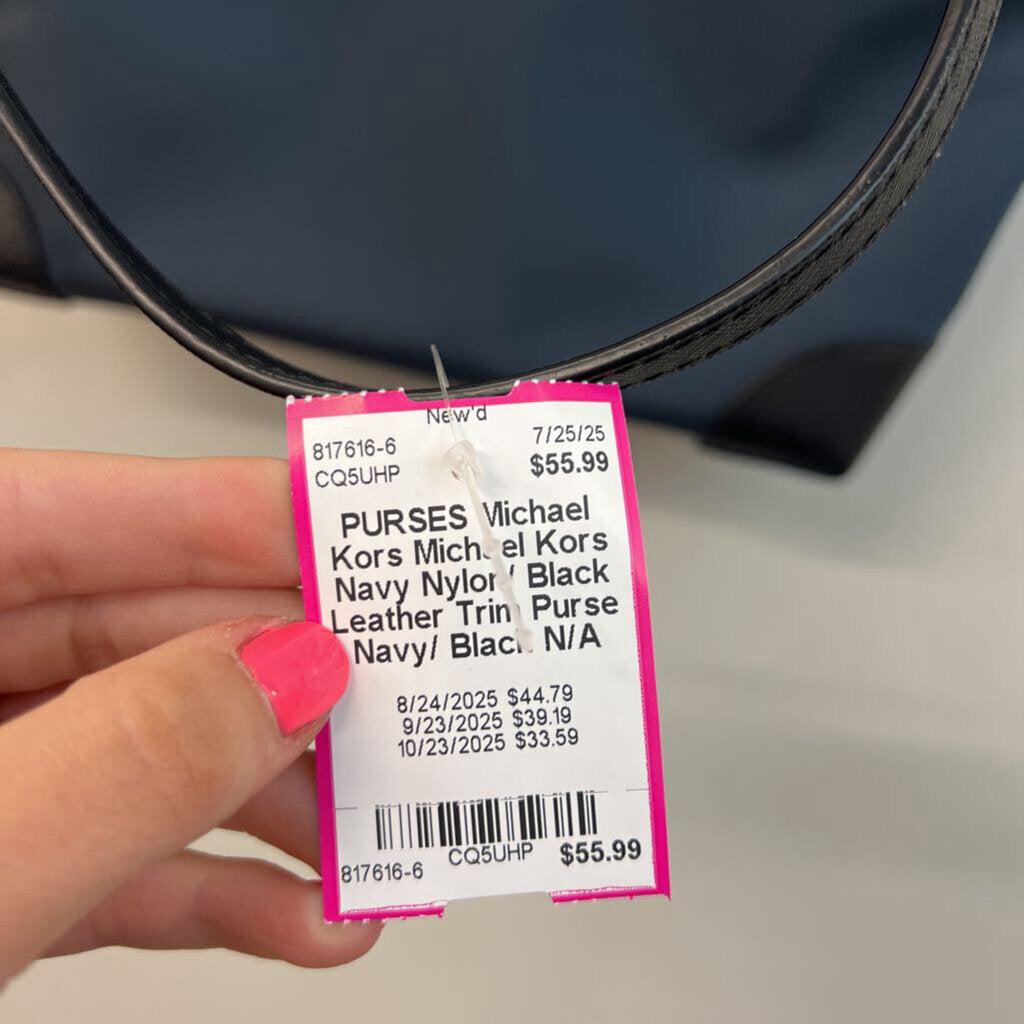 New'd
817616-6 7/25/25
CQ5UHP $55.99
PURSES Michael
Kors Michael Kors
Navy Nylon/ Black
Leather Trim Purse
Navy/ Black N/A
8/24/2025 $44.79
9/23/2025 $39.19
10/23/2025 $33.59
817616-6 CQ5UHP $55.99